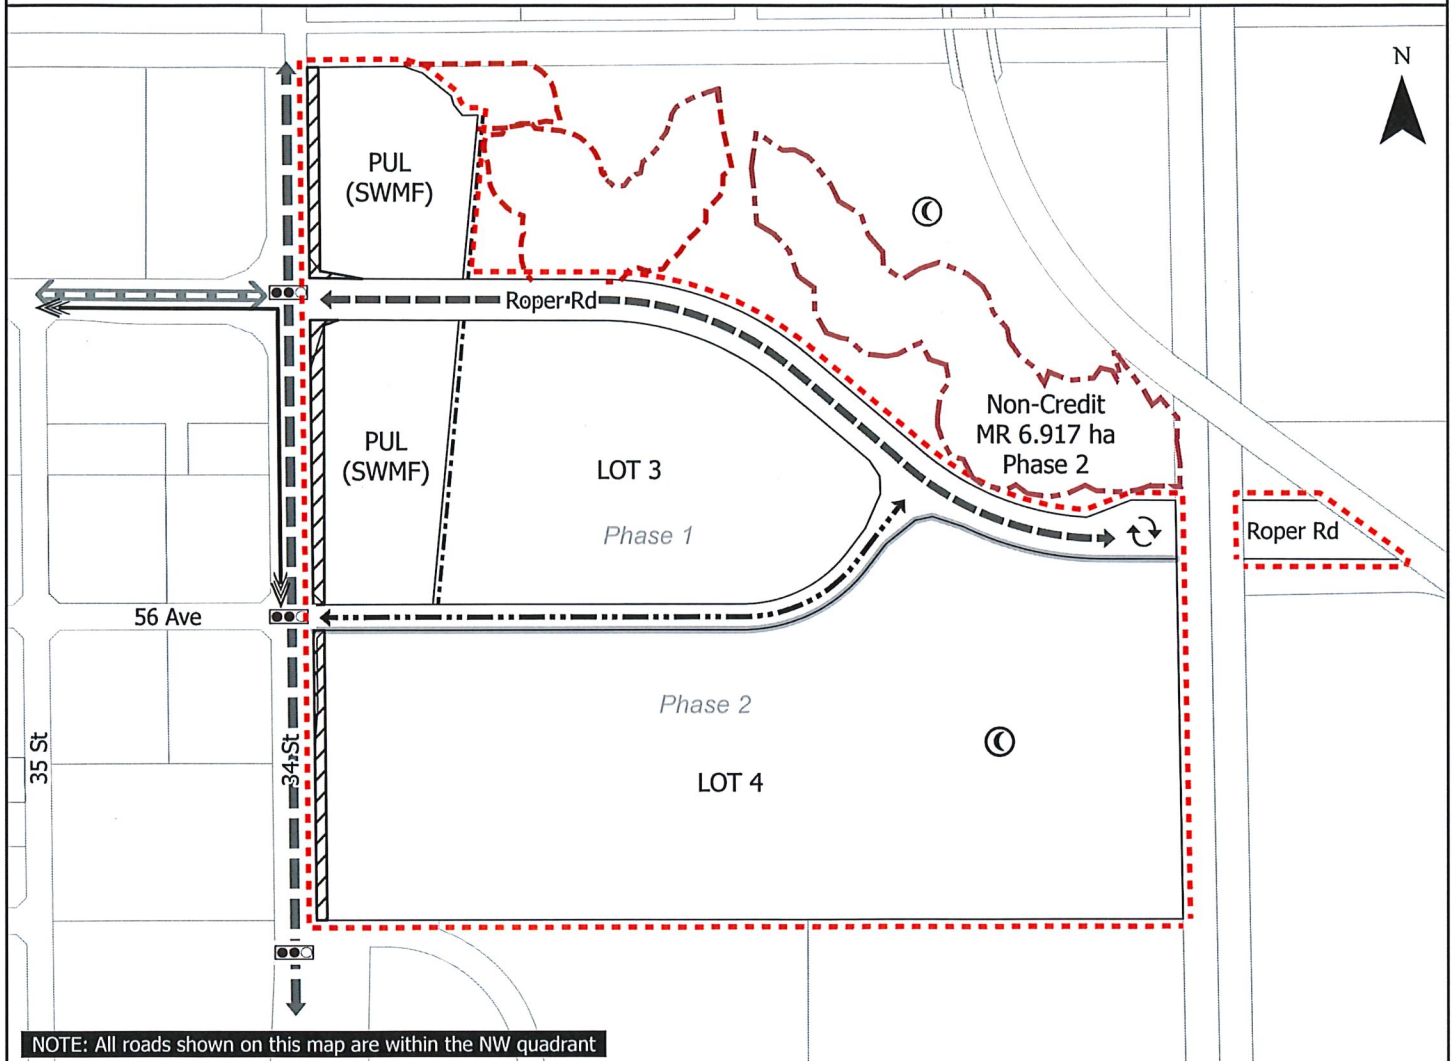 N
PUL
(SWMF)
Roper Rd
Non-Credit
MR 6.917 ha
Phase 2
PUL
(SWMF)
LOT 3
Phase 1
Roper Rd
56 Ave
Phase 2
35 St
34 St
LOT 4
NOTE: All roads shown on this map are within the NW quadrant